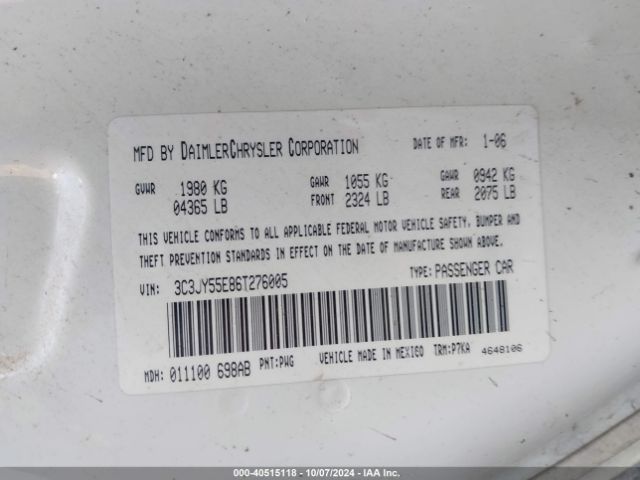 MFD BY DAIMLERCHRYSLER CORPORATION DATE OF MFR: 1-06
GVWR 1980 KG GAWR 1055 KG GAWR 0942 KG
04365 LB FRONT 2324 LB REAR 2075 LB
THIS VEHICLE CONFORMS TO ALL APPLICABLE FEDERAL MOTOR VEHICLE SAFETY, BUMPER AND
THEFT PREVENTION STANDARDS IN EFFECT ON THE DATE OF MANUFACTURE SHOWN ABOVE.
VIN: 3C3JY55E86T276005 TYPE: PASSENGER CAR
MDH: 011100 698AB PNT:PWG VEHICLE MADE IN MEXICO TRM:P7KA 4648106
000-40515118 - 10/07/2024 - IAA Inc.